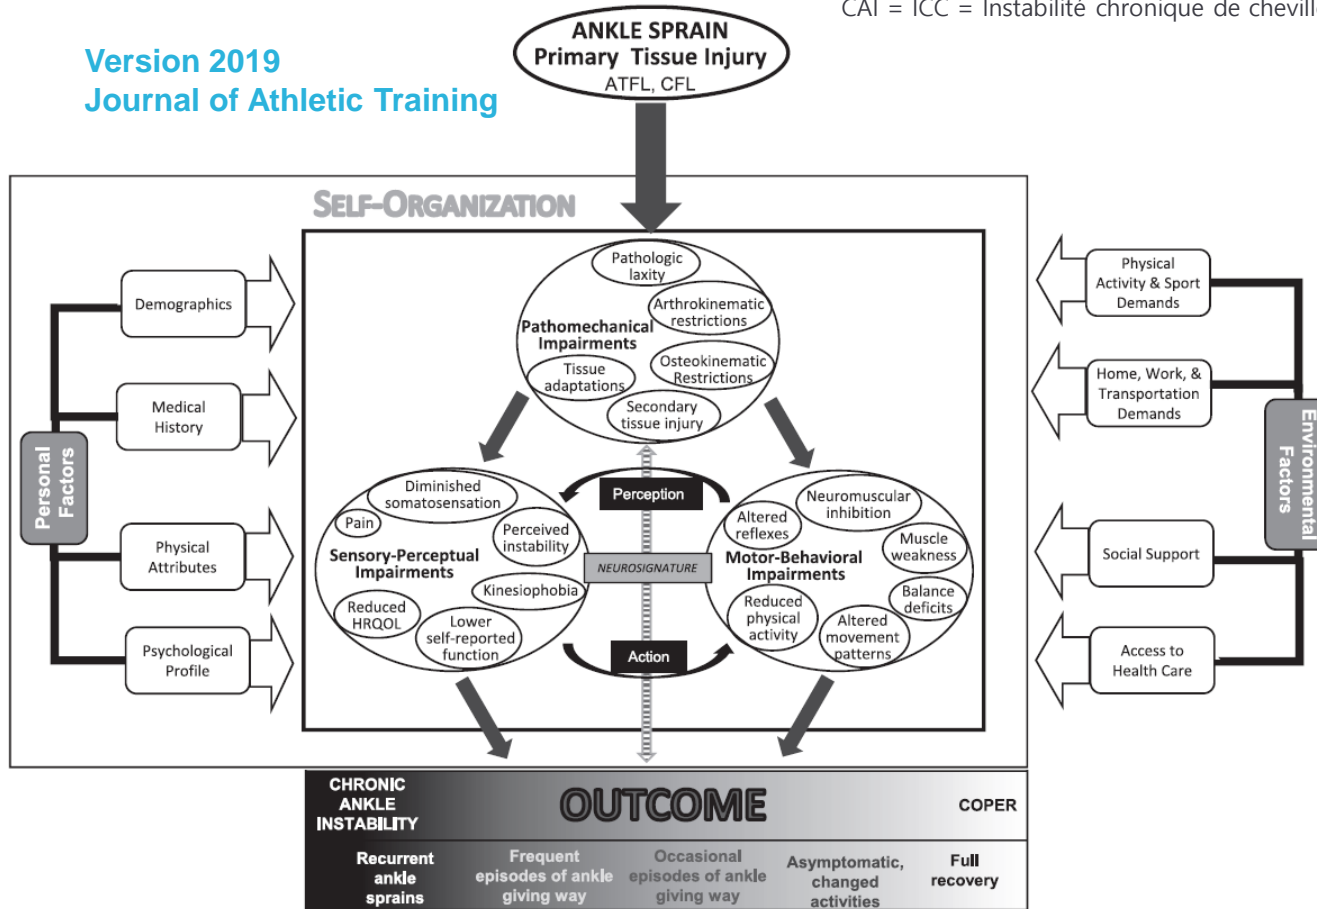 CAI = ICC = Instabilité chronique de cheville
Version 2019
Journal of Athletic Training
ANKLE SPRAIN
Primary Tissue Injury
ATFL, CFL
SELF-ORGANIZATION
Pathologic
laxity
Arthrokinematic
restrictions
Pathomechanical
Impairments
Osteokinematic
Restrictions
Tissue
adaptations
Secondary
tissue injury
Personal
Factors
Demographics
Medical
History
Physical
Attributes
Psychological
Profile
Diminished
somatosensation
Pain
Perceived
instability
Sensory-Perceptual
Impairments
Kinesiophobia
Reduced
HRQOL
Lower
self-reported
function
Perception
NEUROSIGNATURE
Action
Neuromuscular
inhibition
Altered
reflexes
Muscle
weakness
Motor-Behavioral
Impairments
Balance
deficits
Reduced
physical
activity
Altered
movement
patterns
Physical
Activity & Sport
Demands
Home, Work, &
Transportation
Demands
Social Support
Access to
Health Care
Environmental
Factors
CHRONIC
ANKLE
INSTABILITY
OUTCOME
COPER
Recurrent
ankle
sprains
Frequent
episodes of ankle
giving way
Occasional
episodes of ankle
giving way
Asymptomatic,
changed
activities
Full
recovery